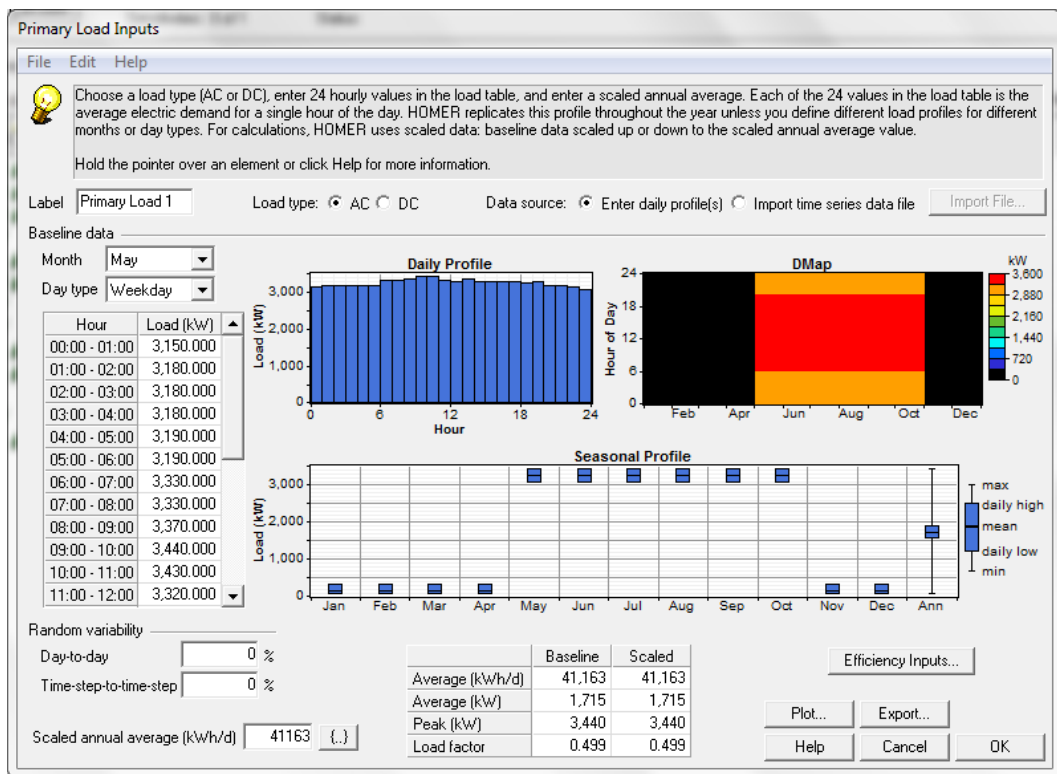 Primary Load Inputs
File Edit Help
Choose a load type (AC or DC), enter 24 hourly values in the load table, and enter a scaled annual average. Each of the 24 values in the load table is the
average electric demand for a single hour of the day. HOMER replicates this profile throughout the year unless you define different load profiles for different
months or day types. For calculations, HOMER uses scaled data: baseline data scaled up or down to the scaled annual average value.
Hold the pointer over an element or click Help for more information.
Label Primary Load 1 Load type: AC DC Data source: Enter daily profile(s) Import time series data file Import File...
Baseline data
Month May
Day type Weekday
Hour Load (kW)
00:00 - 01:00 3,150.000
01:00 - 02:00 3,180.000
02:00 - 03:00 3,180.000
03:00 - 04:00 3,180.000
04:00 - 05:00 3,190.000
05:00 - 06:00 3,190.000
06:00 - 07:00 3,330.000
07:00 - 08:00 3,330.000
08:00 - 09:00 3,370.000
09:00 - 10:00 3,440.000
10:00 - 11:00 3,430.000
11:00 - 12:00 3,320.000
Daily Profile
Load (kW)
3,000
2,000
1,000
0
0 6 12 18 24
Hour
DMap
Hour of Day
24
18
12
6
0
Feb Apr Jun Aug Oct Dec
kW
3,600
2,880
2,160
1,440
720
0
Seasonal Profile
Load (kW)
3,000
2,000
1,000
0
Jan Feb Mar Apr May Jun Jul Aug Sep Oct Nov Dec Ann
max
daily high
mean
daily low
min
Random variability
Day-to-day 0 %
Time-step-to-time-step 0 %
Scaled annual average (kWh/d) 41163 {..}
Baseline Scaled
Average (kWh/d) 41,163 41,163
Average (kW) 1,715 1,715
Peak (kW) 3,440 3,440
Load factor 0.499 0.499
Efficiency Inputs...
Plot... Export...
Help Cancel OK